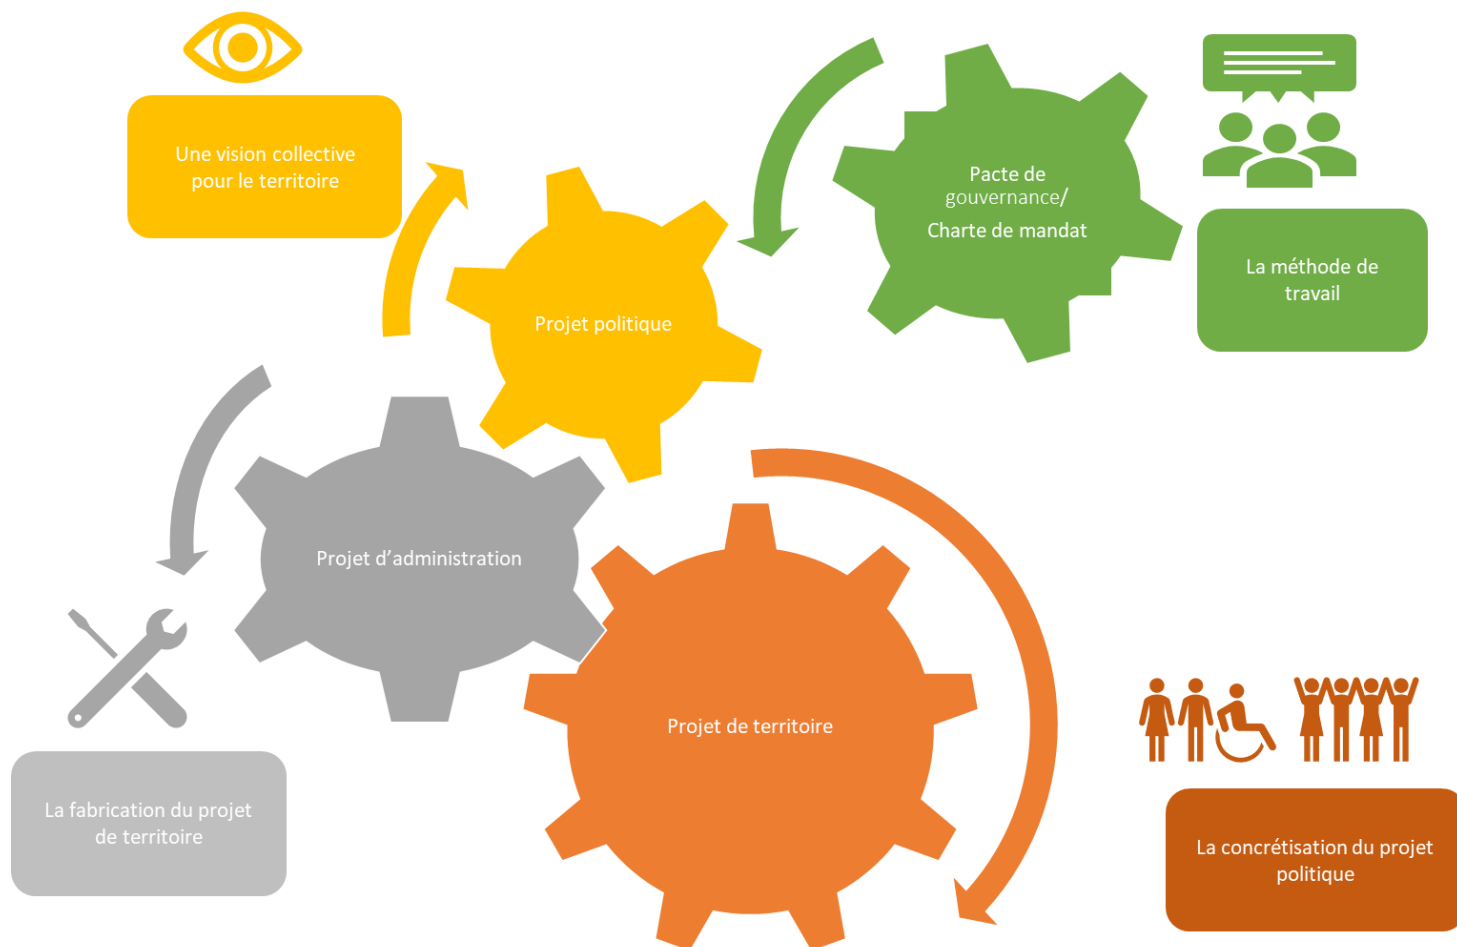 Une vision collective
pour le territoire
Pacte de
gouvernance/
Charte de mandat
La méthode de
travail
Projet politique
Projet d’administration
Projet de territoire
La fabrication du projet
de territoire
La concrétisation du projet
politique